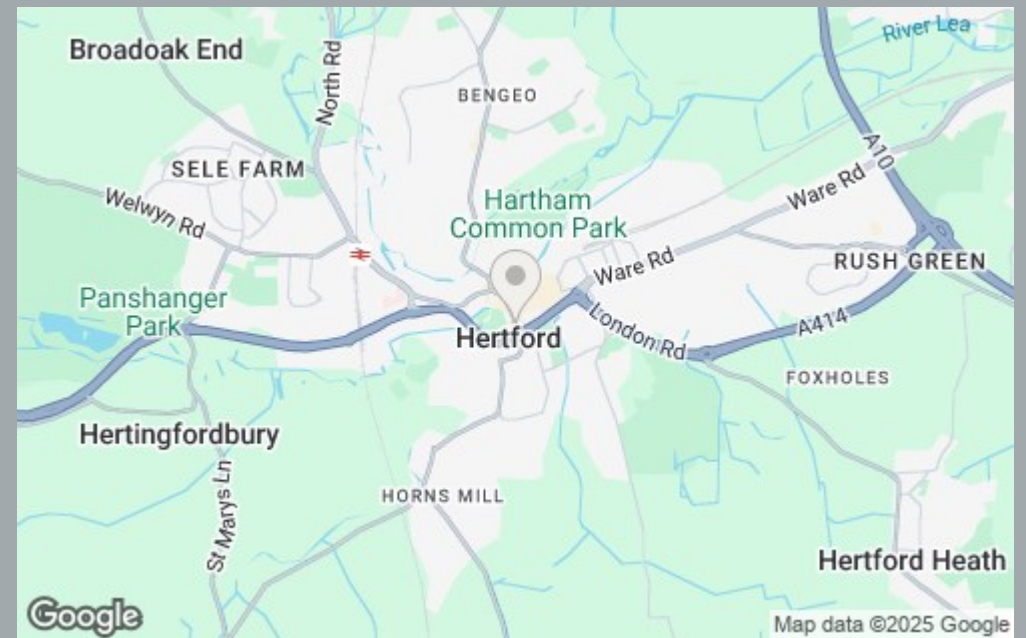 River Lea
Broadoak End
North Rd
BENGEO
A10
SELE FARM
Ware Rd
Welwyn Rd
Hartham
Common Park
Ware Rd
RUSH GREEN
Panshanger
Park
London Rd
A414
Hertford
FOXHOLES
Hertingfordbury
St Marys Ln
HORNS MILL
Hertford Heath
Google
Map data ©2025 Google